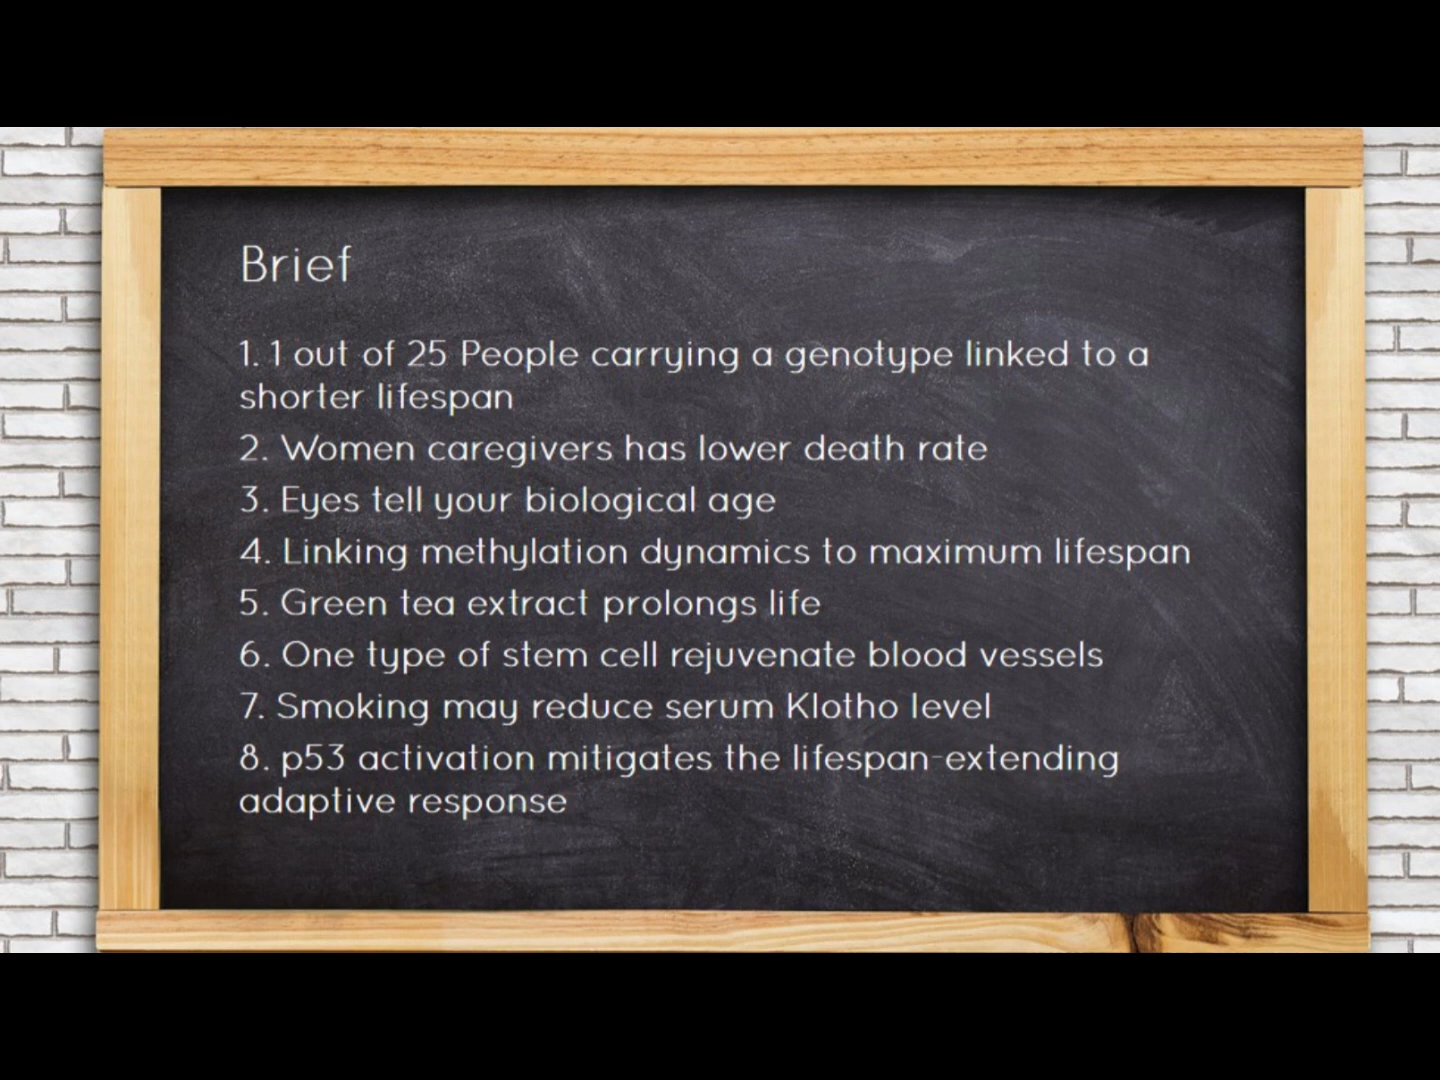 Brief
1. 1 out of 25 People carrying a genotype linked to a
shorter lifespan
2. Women caregivers has lower death rate
3. Eyes tell your biological age
4. Linking methylation dynamics to maximum lifespan
5. Green tea extract prolongs life
6. One type of stem cell rejuvenate blood vessels
7. Smoking may reduce serum Klotho level
8. p53 activation mitigates the lifespan-extending
adaptive response